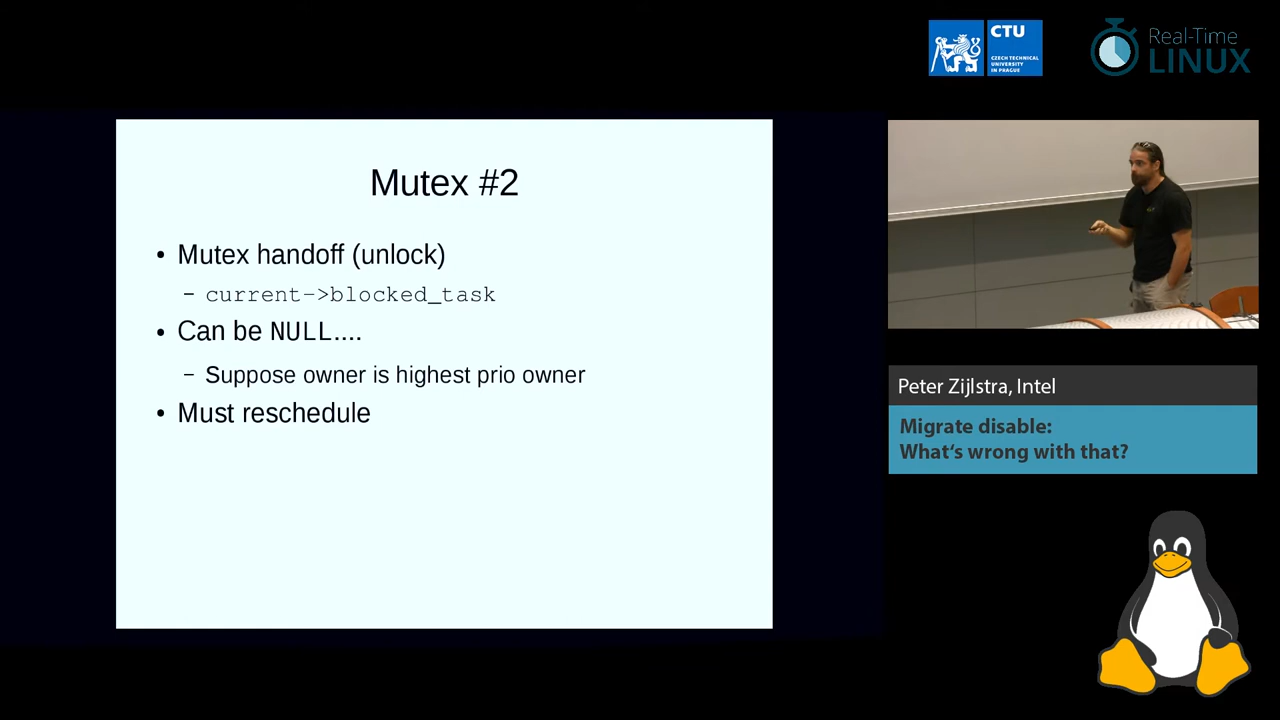 CTU
CZECH TECHNICAL
UNIVERSITY
IN PRAGUE
Real-Time
LINUX
Mutex #2
• Mutex handoff (unlock)
– current->blocked_task
• Can be NULL....
– Suppose owner is highest prio owner
• Must reschedule
Peter Zijlstra, Intel
Migrate disable:
What's wrong with that?